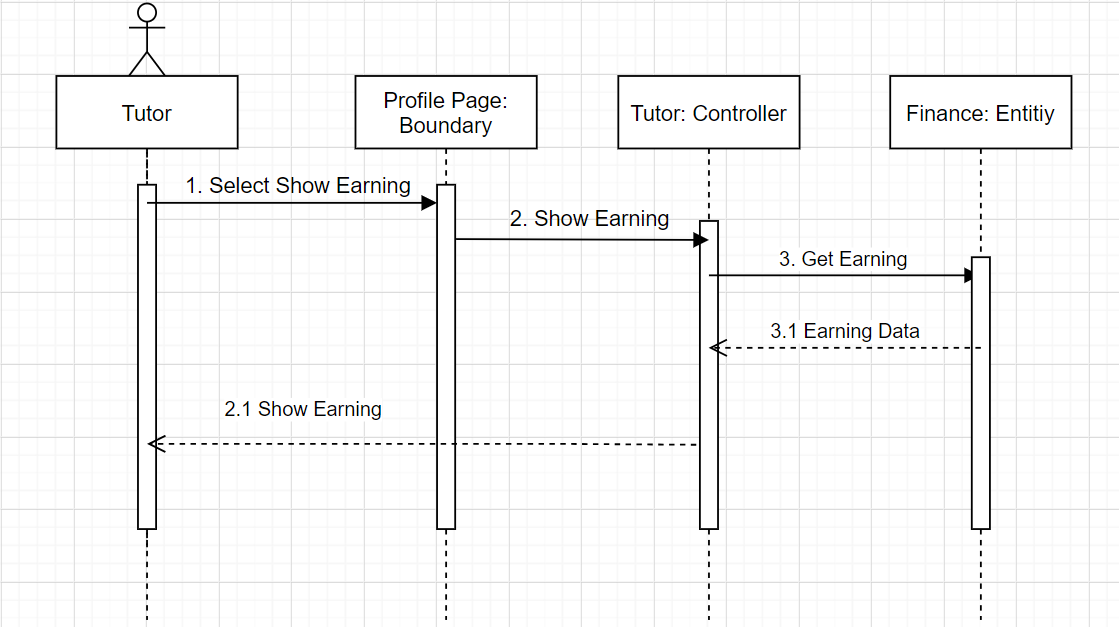 Tutor
Profile Page:
Boundary
Tutor: Controller
Finance: Entitiy
1. Select Show Earning
2. Show Earning
3. Get Earning
3.1 Earning Data
2.1 Show Earning